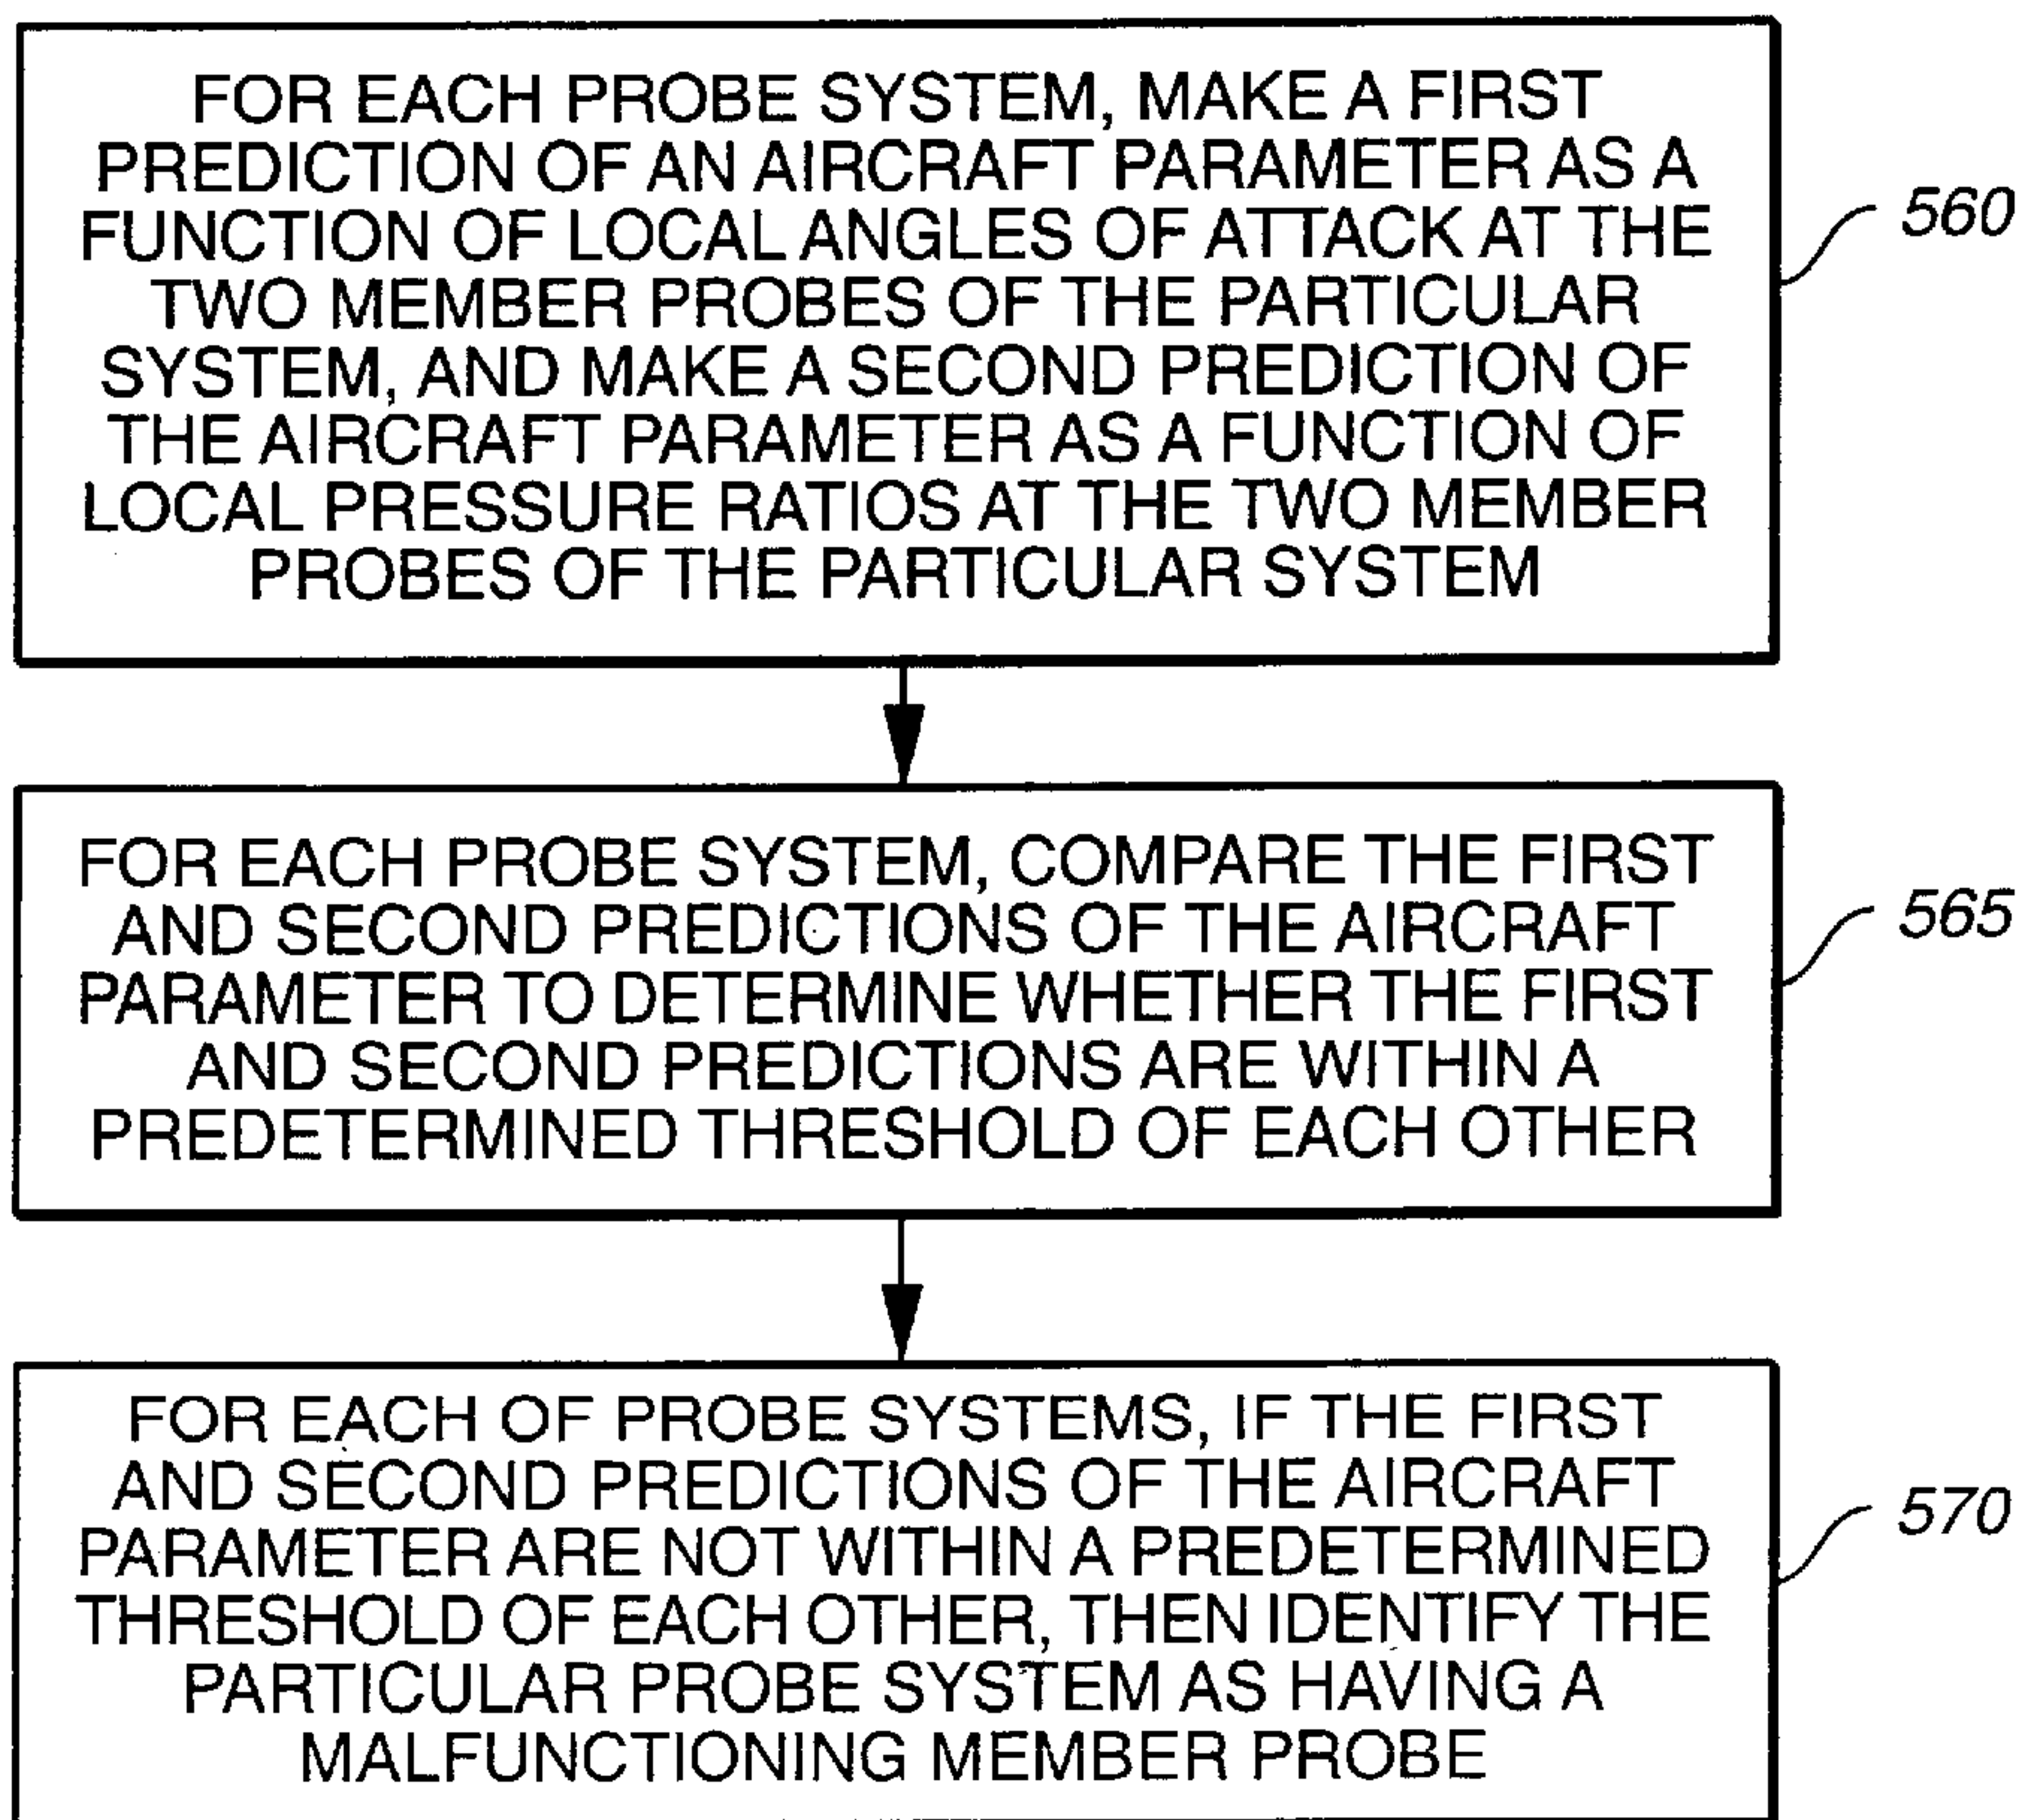 FOR EACH PROBE SYSTEM, MAKE A FIRST
PREDICTION OF AN AIRCRAFT PARAMETER AS A
FUNCTION OF LOCAL ANGLES OF ATTACK AT THE
TWO MEMBER PROBES OF THE PARTICULAR
SYSTEM, AND MAKE A SECOND PREDICTION OF
THE AIRCRAFT PARAMETER AS A FUNCTION OF
LOCAL PRESSURE RATIOS AT THE TWO MEMBER
PROBES OF THE PARTICULAR SYSTEM
560
FOR EACH PROBE SYSTEM, COMPARE THE FIRST
AND SECOND PREDICTIONS OF THE AIRCRAFT
PARAMETER TO DETERMINE WHETHER THE FIRST
AND SECOND PREDICTIONS ARE WITHIN A
PREDETERMINED THRESHOLD OF EACH OTHER
565
FOR EACH OF PROBE SYSTEMS, IF THE FIRST
AND SECOND PREDICTIONS OF THE AIRCRAFT
PARAMETER ARE NOT WITHIN A PREDETERMINED
THRESHOLD OF EACH OTHER, THEN IDENTIFY THE
PARTICULAR PROBE SYSTEM AS HAVING A
MALFUNCTIONING MEMBER PROBE
570